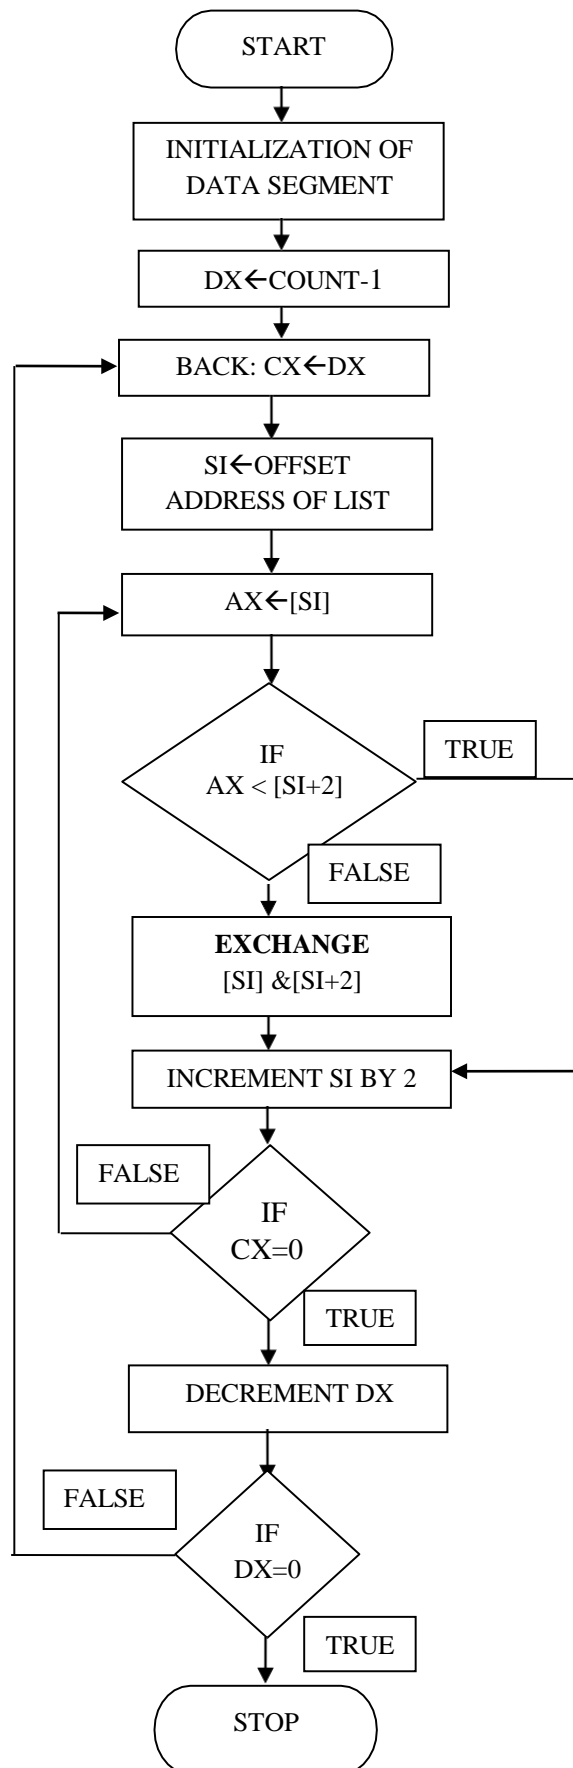 START
INITIALIZATION OF
DATA SEGMENT
DX←COUNT-1
BACK: CX←DX
SI←OFFSET
ADDRESS OF LIST
AX←[SI]
IF
AX < [SI+2]
TRUE
FALSE
EXCHANGE
[SI] &[SI+2]
INCREMENT SI BY 2
FALSE
IF
CX=0
TRUE
DECREMENT DX
FALSE
IF
DX=0
TRUE
STOP